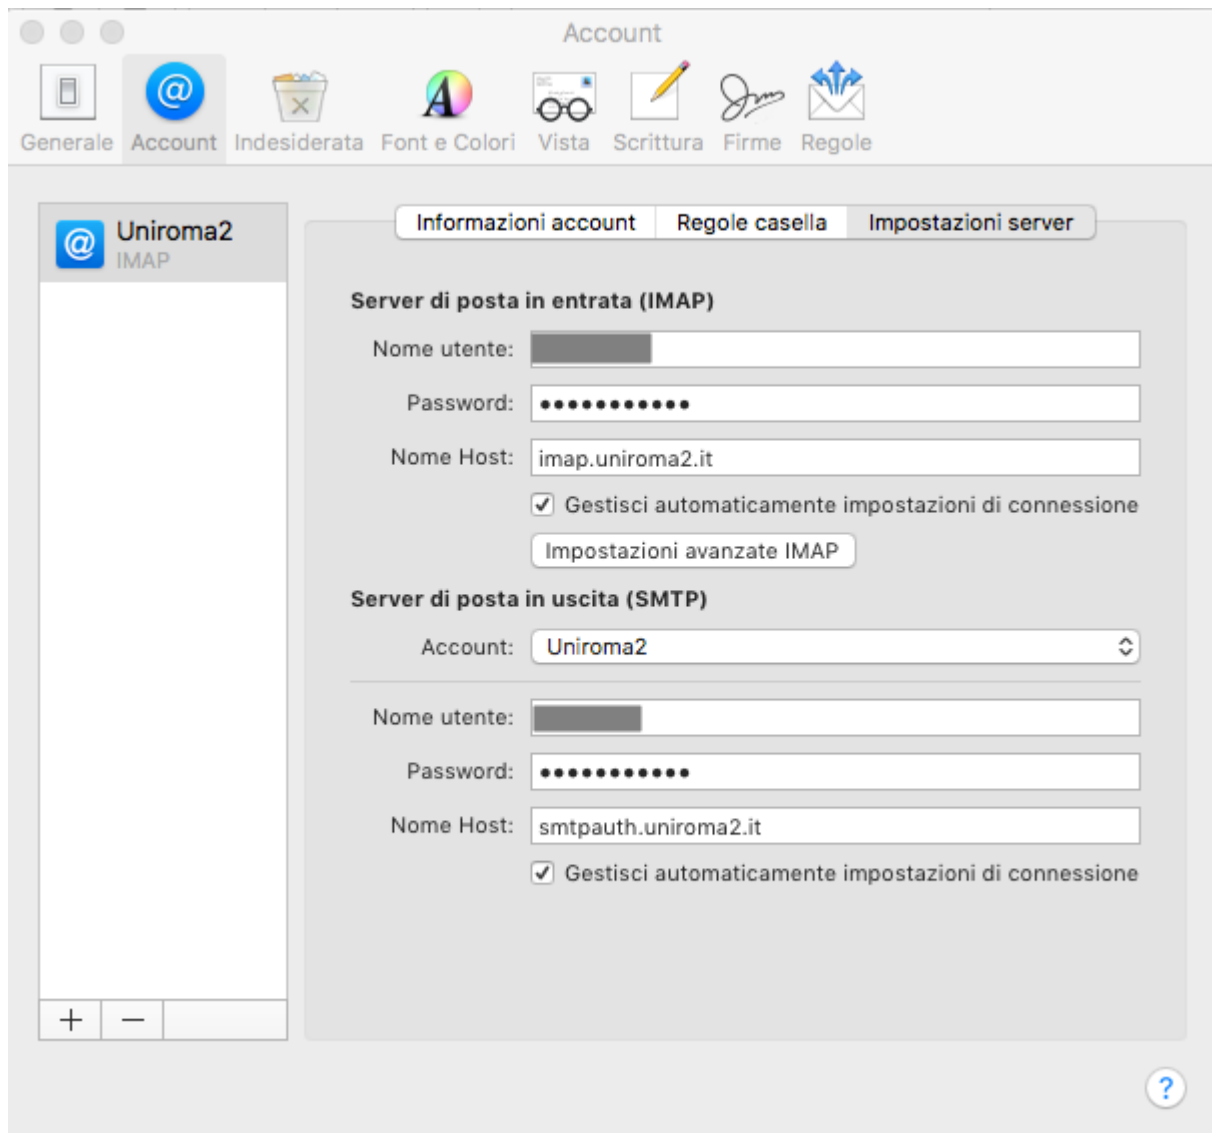 Account
Generale Account Indesiderata Font e Colori Vista Scrittura Firme Regole
Uniroma2
IMAP
Informazioni account Regole casella Impostazioni server
Server di posta in entrata (IMAP)
Nome utente:
Password: •••••••••••
Nome Host: imap.uniroma2.it
Gestisci automaticamente impostazioni di connessione
Impostazioni avanzate IMAP
Server di posta in uscita (SMTP)
Account: Uniroma2
Nome utente:
Password: •••••••••••
Nome Host: smtpauth.uniroma2.it
Gestisci automaticamente impostazioni di connessione
+ −
?